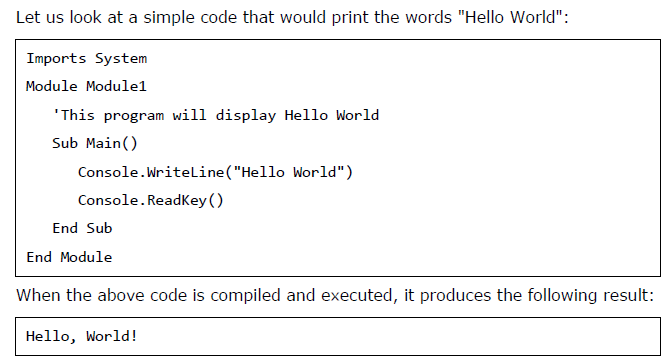 Let us look at a simple code that would print the words "Hello World":
Imports System
Module Module1
'This program will display Hello World
Sub Main()
Console.WriteLine("Hello World")
Console.ReadKey()
End Sub
End Module
When the above code is compiled and executed, it produces the following result:
Hello, World!